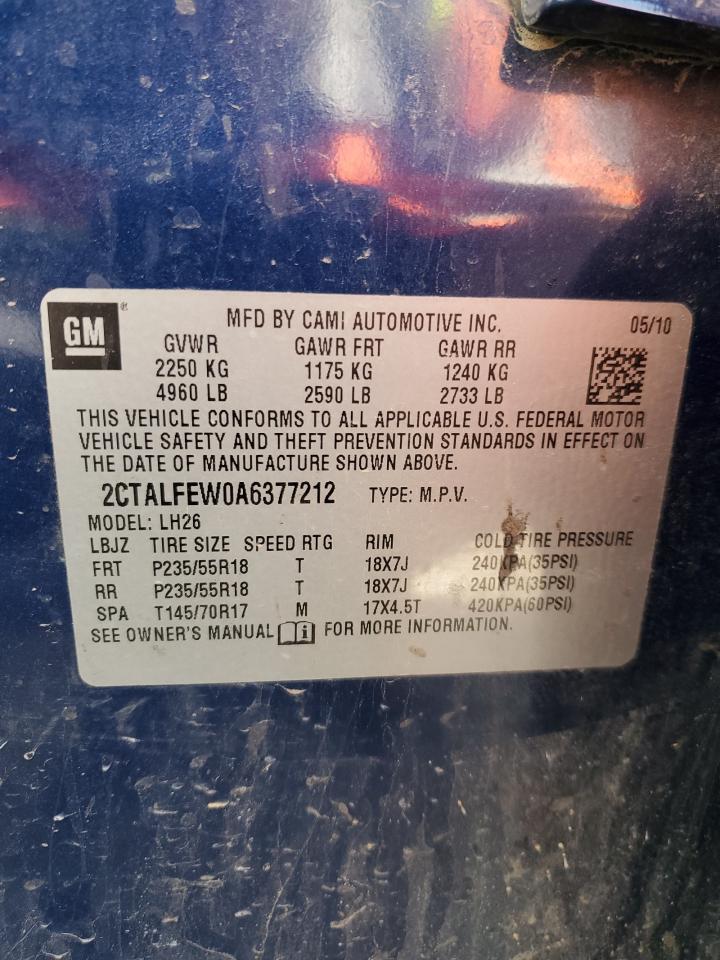 GM® MFD BY CAMI AUTOMOTIVE INC. 05/10
GVWR GAWR FRT GAWR RR
2250 KG 1175 KG 1240 KG
4960 LB 2590 LB 2733 LB
THIS VEHICLE CONFORMS TO ALL APPLICABLE U.S. FEDERAL MOTOR
VEHICLE SAFETY AND THEFT PREVENTION STANDARDS IN EFFECT ON
THE DATE OF MANUFACTURE SHOWN ABOVE.
2CTALFEW0A6377212 TYPE: M.P.V.
MODEL: LH26
LBJZ TIRE SIZE SPEED RTG RIM COLD TIRE PRESSURE
FRT P235/55R18 T 18X7J 240KPA(35PSI)
RR P235/55R18 T 18X7J 240KPA(35PSI)
SPA T145/70R17 M 17X4.5T 420KPA(60PSI)
SEE OWNER'S MANUAL i FOR MORE INFORMATION.